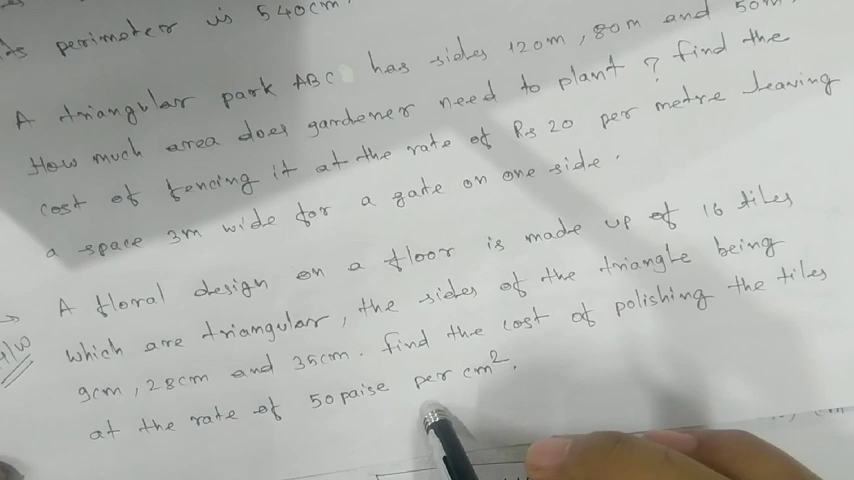 its perimeter is 540cm.
A triangular park ABC has sides 120m, 80m and 50m.
How much area does gardener need to plant? find the
cost of fencing it at the rate of Rs 20 per metre leaving
a space 3m wide for a gate on one side.
→ A floral design on a floor is made up of 16 tiles
H/W which are triangular, the sides of the triangle being
9cm, 28cm and 35cm. find the cost of polishing the tiles
at the rate of 50paise per cm².